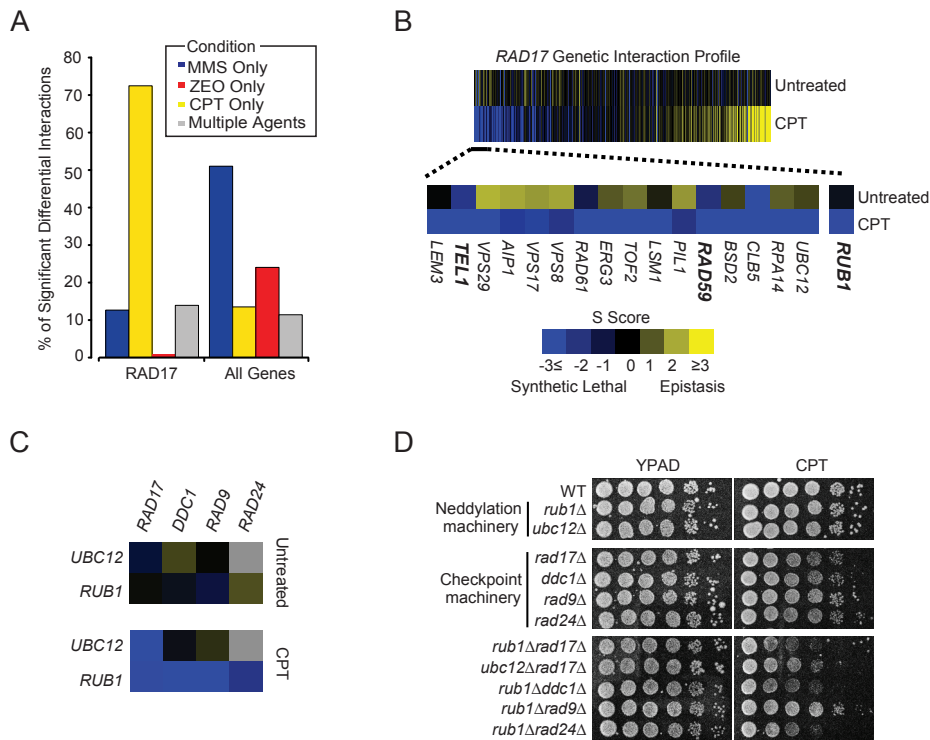 A
Condition
MMS Only
ZEO Only
CPT Only
Multiple Agents
% of Significant Differential Interactions
80
70
60
50
40
30
20
10
0
RAD17
All Genes
B
RAD17 Genetic Interaction Profile
Untreated
CPT
Untreated
CPT
LEM3
TEL1
VPS29
AIP1
VPS17
VPS8
RAD61
ERG3
TOF2
LSM1
PIL1
RAD59
BSD2
CLB5
RPA14
UBC12
RUB1
S Score
-3≤ -2 -1 0 1 2 ≥3
Synthetic Lethal Epistasis
C
RAD17
DDC1
RAD9
RAD24
UBC12
RUB1
Untreated
UBC12
RUB1
CPT
D
YPAD CPT
WT
Neddylation machinery
rub1Δ
ubc12Δ
Checkpoint machinery
rad17Δ
ddc1Δ
rad9Δ
rad24Δ
rub1Δrad17Δ
ubc12Δrad17Δ
rub1Δddc1Δ
rub1Δrad9Δ
rub1Δrad24Δ